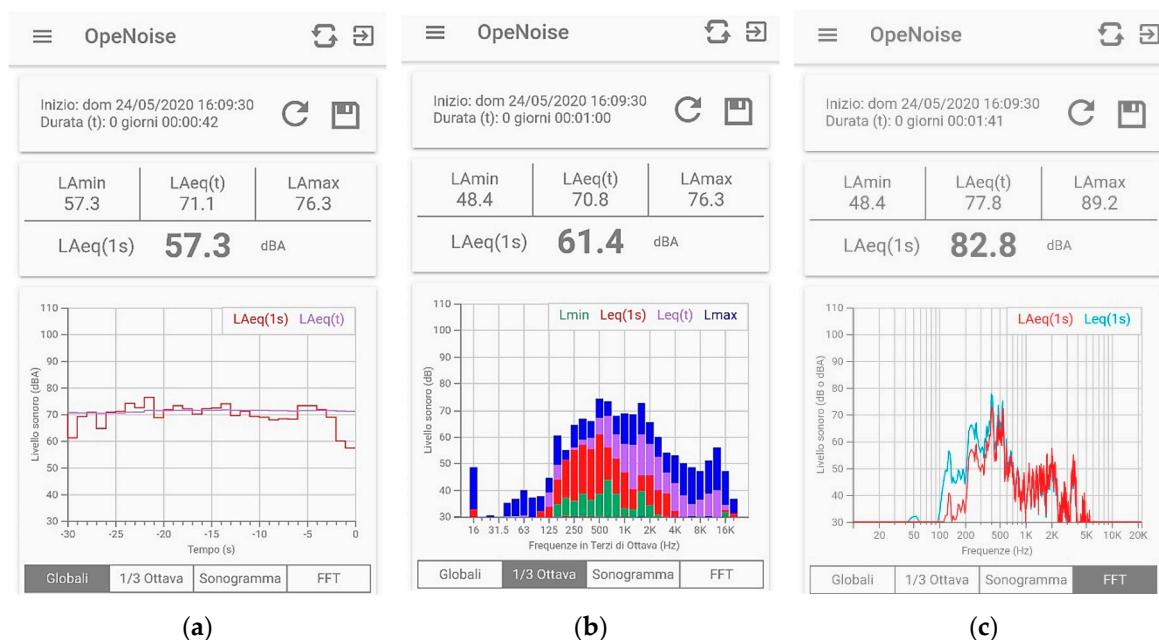 OpeNoise
Inizio: dom 24/05/2020 16:09:30
Durata (t): 0 giorni 00:00:42
LAmin LAeq(t) LAmax
57.3 71.1 76.3
LAeq(1s) 57.3 dBA
LAeq(1s) LAeq(t)
Livello sonoro (dBA)
110
100
90
80
70
60
50
40
30
-30 -25 -20 -15 -10 -5 0
Tempo (s)
Globali 1/3 Ottava Sonogramma FFT
(a)
OpeNoise
Inizio: dom 24/05/2020 16:09:30
Durata (t): 0 giorni 00:01:00
LAmin LAeq(t) LAmax
48.4 70.8 76.3
LAeq(1s) 61.4 dBA
Lmin Leq(1s) Leq(t) Lmax
Livello sonoro (dB)
110
100
90
80
70
60
50
40
30
16 31.5 63 125 250 500 1K 2K 4K 8K 16K
Frequenze in Terzi di Ottava (Hz)
Globali 1/3 Ottava Sonogramma FFT
(b)
OpeNoise
Inizio: dom 24/05/2020 16:09:30
Durata (t): 0 giorni 00:01:41
LAmin LAeq(t) LAmax
48.4 77.8 89.2
LAeq(1s) 82.8 dBA
LAeq(1s) Leq(1s)
Livello sonoro (dB o dBA)
110
100
90
80
70
60
50
40
30
20 50 100 200 500 1K 2K 5K 10K 20K
Frequenze (Hz)
Globali 1/3 Ottava Sonogramma FFT
(c)